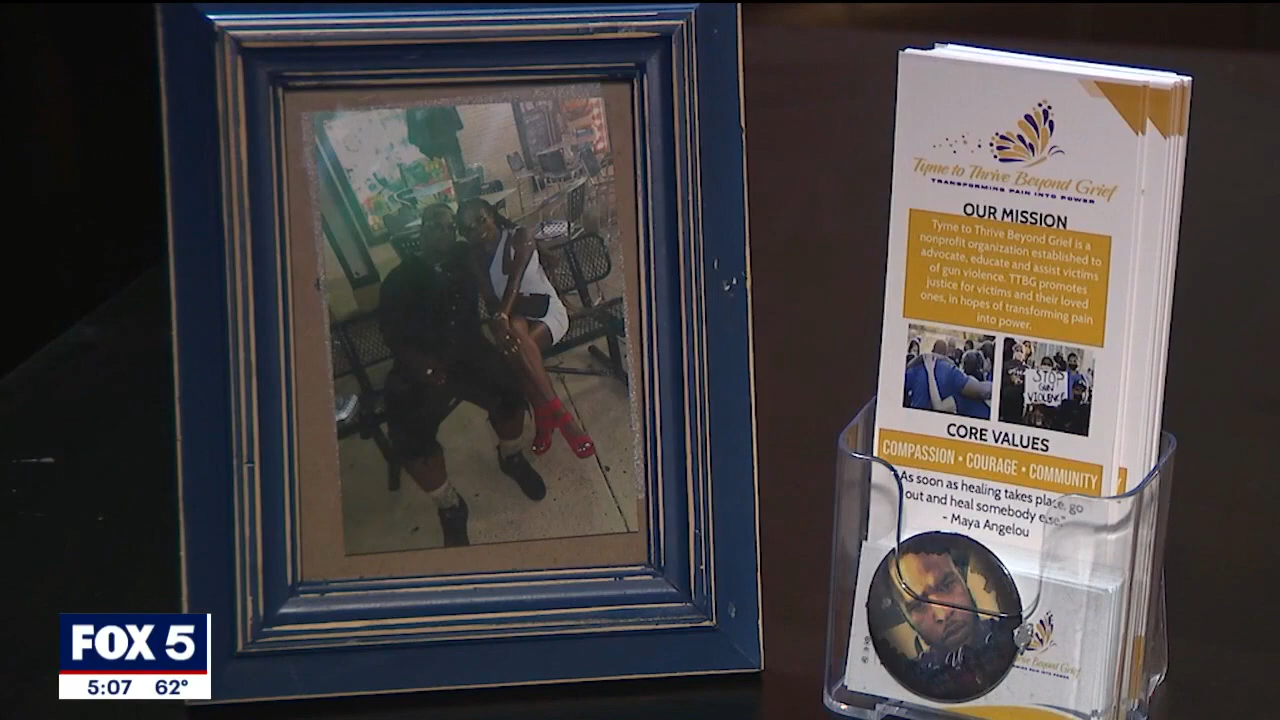 Tyme to Thrive Beyond Grief
TRANSFORMING PAIN INTO POWER
OUR MISSION
Tyme to Thrive Beyond Grief is a
nonprofit organization established to
advocate, educate and assist victims
of gun violence. TTBG promotes
justice for victims and their loved
ones, in hopes of transforming pain
into power.
STOP
GUN
VIOLENCE
CORE VALUES
COMPASSION • COURAGE • COMMUNITY
"As soon as healing takes place, go
out and heal somebody else."
- Maya Angelou
Beyond Grief
PAIN INTO POWER
FOX 5
5:07 62°